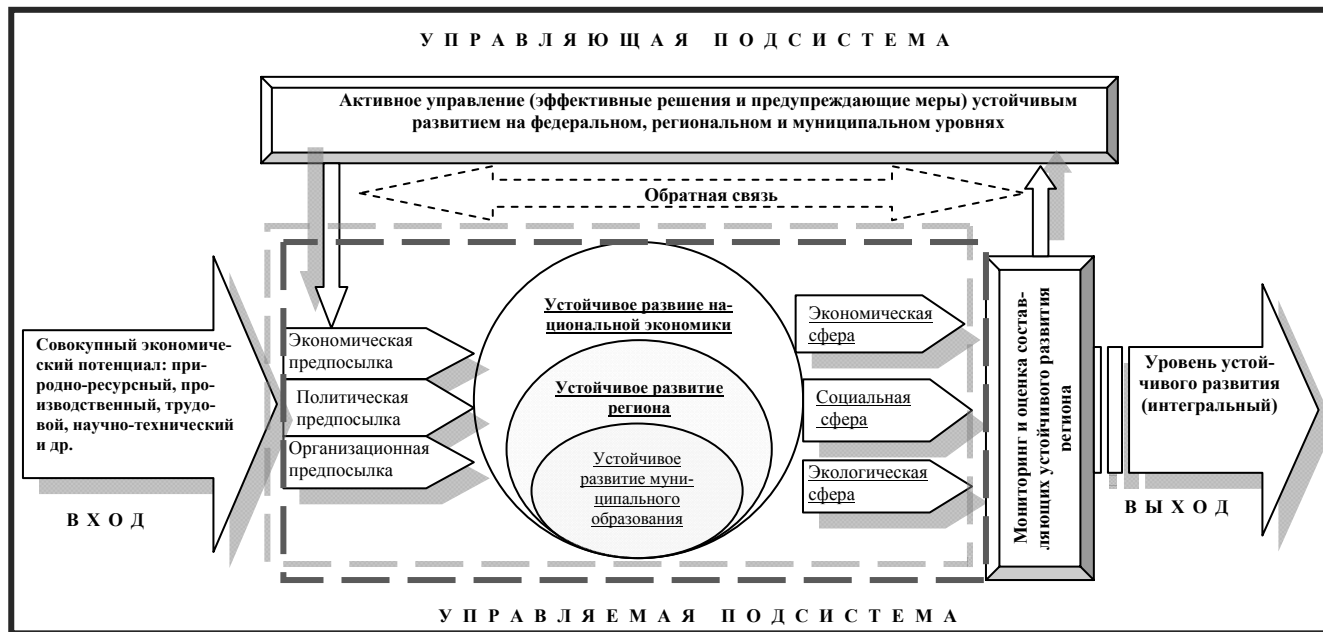 У П Р А В Л Я Ю Щ А Я П О Д С И С Т Е М А
Активное управление (эффективные решения и предупреждающие меры) устойчивым
развитием на федеральном, региональном и муниципальном уровнях
Обратная связь
Совокупный экономиче-
ский потенциал: при-
родно-ресурсный, про-
изводственный, трудо-
вой, научно-технический
и др.
В Х О Д
Экономическая
предпосылка
Политическая
предпосылка
Организационная
предпосылка
Устойчивое развиие на-
циональной экономики
Устойчивое развитие
региона
Устойчивое
развитие муни-
ципального
образования
Экономическая
сфера
Социальная
сфера
Экологическая
сфера
Мониторинг и оценка состав-
ляющих устойчивого развития
региона
Уровень устой-
чивого развития
(интегральный)
В Ы Х О Д
У П Р А В Л Я Е М А Я П О Д С И С Т Е М А